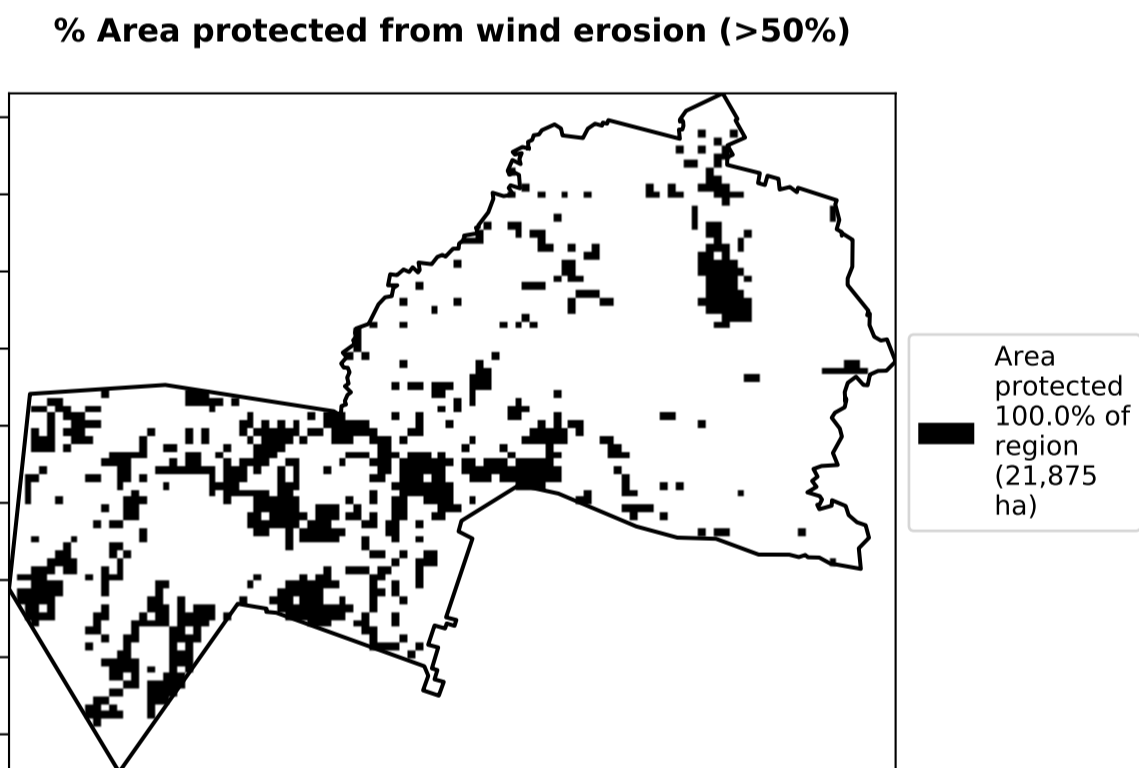 % Area protected from wind erosion (>50%)
Area
protected
100.0% of
region
(21,875
ha)